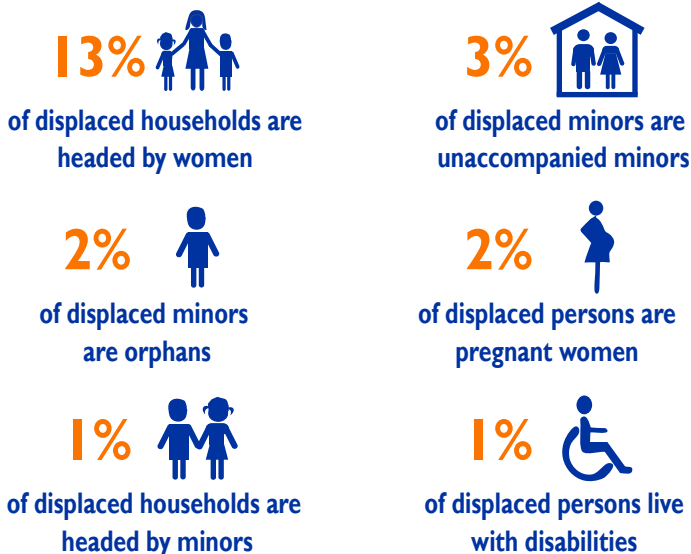 13%
of displaced households are
headed by women
3%
of displaced minors are
unaccompanied minors
2%
of displaced minors
are orphans
2%
of displaced persons are
pregnant women
1%
of displaced households are
headed by minors
1%
of displaced persons live
with disabilities